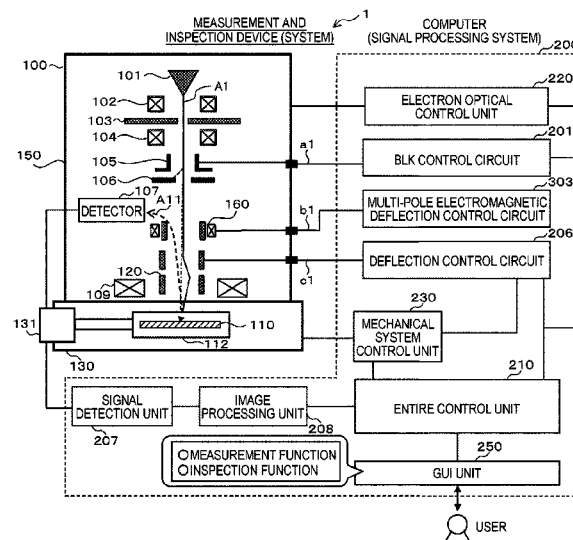 MEASUREMENT AND
INSPECTION DEVICE (SYSTEM)
1
COMPUTER
(SIGNAL PROCESSING SYSTEM)
200
100
101
A1
102
103
104
105
106
150
107
DETECTOR
A11
160
120
109
a1
b1
c1
220
ELECTRON OPTICAL
CONTROL UNIT
201
BLK CONTROL CIRCUIT
303
MULTI-POLE ELECTROMAGNETIC
DEFLECTION CONTROL CIRCUIT
206
DEFLECTION CONTROL CIRCUIT
131
130
110
112
230
MECHANICAL
SYSTEM
CONTROL UNIT
210
ENTIRE CONTROL UNIT
SIGNAL
DETECTION UNIT
207
IMAGE
PROCESSING UNIT
208
MEASUREMENT FUNCTION
INSPECTION FUNCTION
250
GUI UNIT
USER